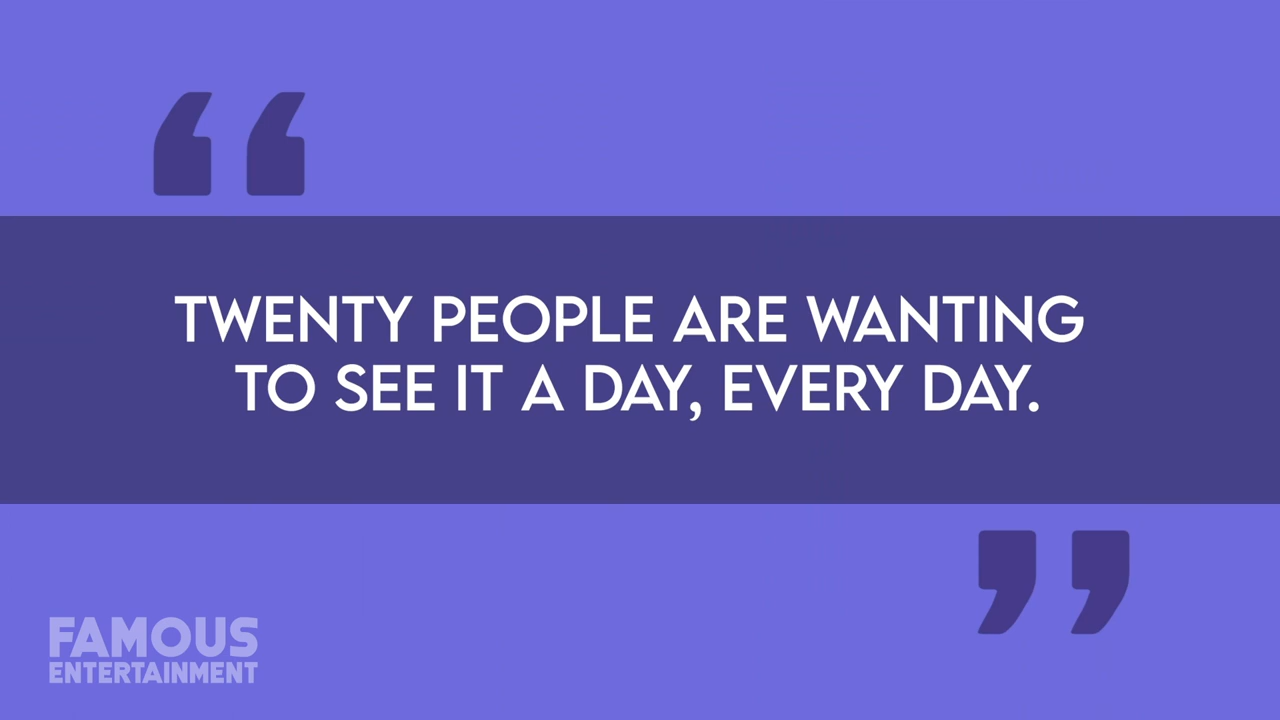 “
TWENTY PEOPLE ARE WANTING
TO SEE IT A DAY, EVERY DAY.
”
FAMOUS
ENTERTAINMENT